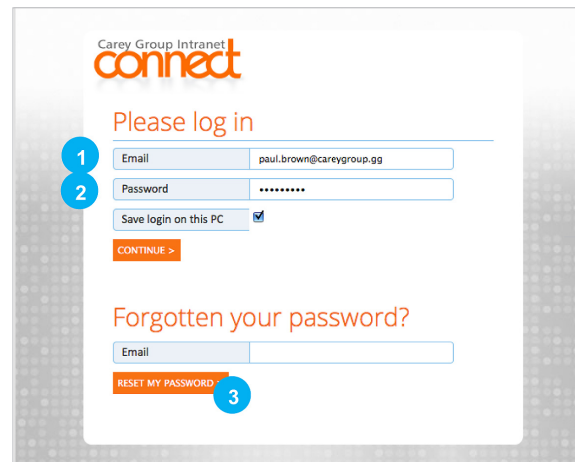 Carey Group Intranet
connect
Please log in
1 Email paul.brown@careygroup.gg
2 Password •••••••••
Save login on this PC
CONTINUE >
Forgotten your password?
Email
RESET MY PASSWORD >
3